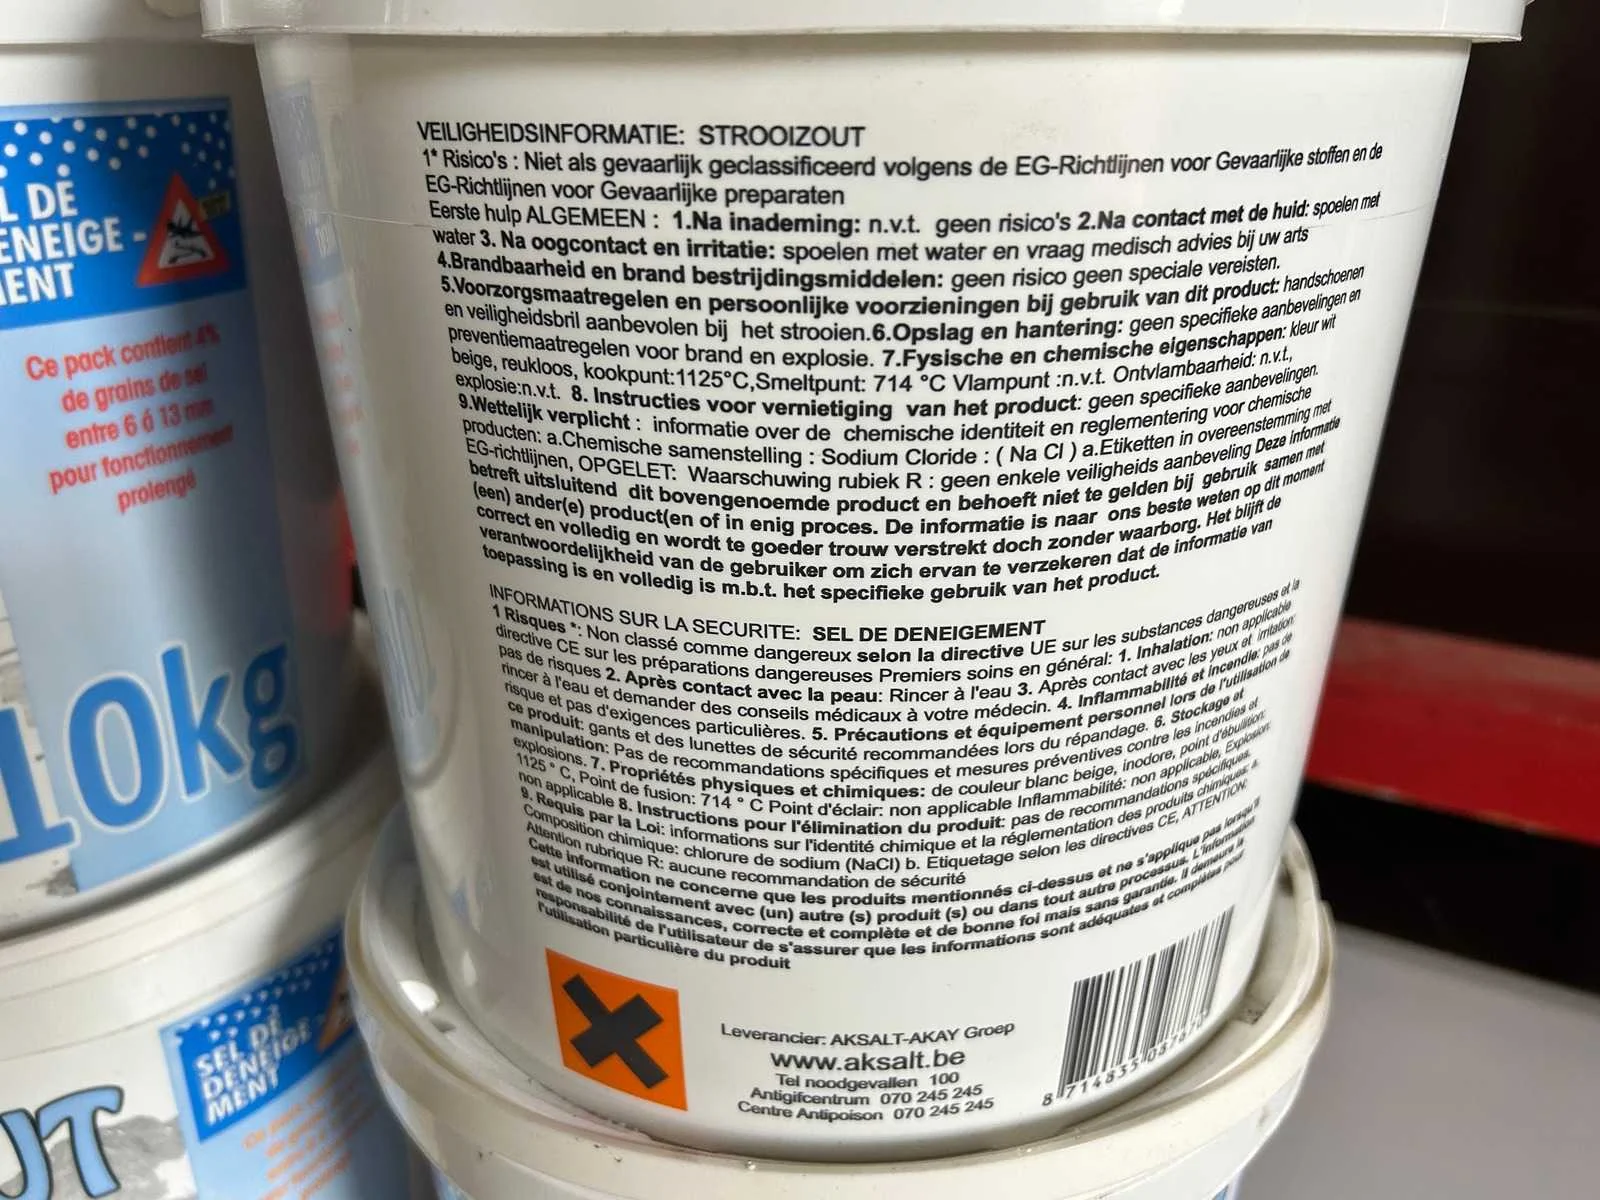 VEILIGHEIDSINFORMATIE: STROOIZOUT
1* Risico's : Niet als gevaarlijk geclassificeerd volgens de EG-Richtlijnen voor Gevaarlijke stoffen en de
EG-Richtlijnen voor Gevaarlijke preparaten
Eerste hulp ALGEMEEN : 1.Na inademing: n.v.t. geen risico's 2.Na contact met de huid: spoelen met
water 3. Na oogcontact en irritatie: spoelen met water en vraag medisch advies bij uw arts
4.Brandbaarheid en brand bestrijdingsmiddelen: geen risico geen speciale vereisten.
5.Voorzorgsmaatregelen en persoonlijke voorzieningen bij gebruik van dit product: handschoenen
en veiligheidsbril aanbevolen bij het strooien.6.Opslag en hantering: geen specifieke aanbevelingen en
preventiemaatregelen voor brand en explosie. 7.Fysische en chemische eigenschappen: kleur wit
beige, reukloos, kookpunt:1125°C,Smeltpunt: 714 °C Vlampunt :n.v.t. Ontvlambaarheid: n.v.t.,
explosie:n.v.t. 8. Instructies voor vernietiging van het product: geen specifieke aanbevelingen.
9.Wettelijk verplicht : informatie over de chemische identiteit en reglementering voor chemische
producten: a.Chemische samenstelling : Sodium Cloride : ( Na Cl ) a.Etiketten in overeenstemming met
EG-richtlijnen, OPGELET: Waarschuwing rubiek R : geen enkele veiligheids aanbeveling Deze informatie
betreft uitsluitend dit bovengenoemde product en behoeft niet te gelden bij gebruik samen met
(een) ander(e) product(en of in enig proces. De informatie is naar ons beste weten op dit moment
correct en volledig en wordt te goeder trouw verstrekt doch zonder waarborg. Het blijft de
verantwoordelijkheid van de gebruiker om zich ervan te verzekeren dat de informatie van
toepassing is en volledig is m.b.t. het specifieke gebruik van het product.
INFORMATIONS SUR LA SECURITE: SEL DE DENEIGEMENT
1 Risques *: Non classé comme dangereux selon la directive UE sur les substances dangereuses et la
directive CE sur les préparations dangereuses Premiers soins en général: 1. Inhalation: non applicable
pas de risques 2. Après contact avec la peau: Rincer à l'eau 3. Après contact avec les yeux et irritation:
rincer à l'eau et demander des conseils médicaux à votre médecin. 4. Inflammabilité et incendie: pas de
risque et pas d'exigences particulières. 5. Précautions et équipement personnel lors de l'utilisation de
ce produit: gants et des lunettes de sécurité recommandées lors du répandage. 6. Stockage et
manipulation: Pas de recommandations spécifiques et mesures préventives contre les incendies et
explosions. 7. Propriétés physiques et chimiques: de couleur blanc beige, inodore, point d'ébullition:
1125 ° C, Point de fusion: 714 ° C Point d'éclair: non applicable Inflammabilité: non applicable, Explosion:
non applicable 8. Instructions pour l'élimination du produit: pas de recommandations spécifiques.
9. Requis par la Loi: informations sur l'identité chimique et la réglementation des produits chimiques: a.
Composition chimique: chlorure de sodium (NaCl) b. Etiquetage selon les directives CE, ATTENTION:
Attention rubrique R: aucune recommandation de sécurité
Cette information ne concerne que les produits mentionnés ci-dessus et ne s'applique pas lorsqu'il
est utilisé conjointement avec (un) autre (s) produit (s) ou dans tout autre processus. L'information
est de nos connaissances, correcte et complète et de bonne foi mais sans garantie. Il demeure la
responsabilité de l'utilisateur de s'assurer que les informations sont adéquates et complètes pour
l'utilisation particulière du produit
Leverancier: AKSALT-AKAY Groep
www.aksalt.be
Tel noodgevallen 100
Antigifcentrum 070 245 245
Centre Antipoison 070 245 245
8 714835
L DE
ENEIGE -
MENT
Ce pack contient 4%
de grains de sel
entre 6 ó 13 mm
pour fonctionnement
prolengé
10kg
SEL DE
DENEIGE
MENT
UT